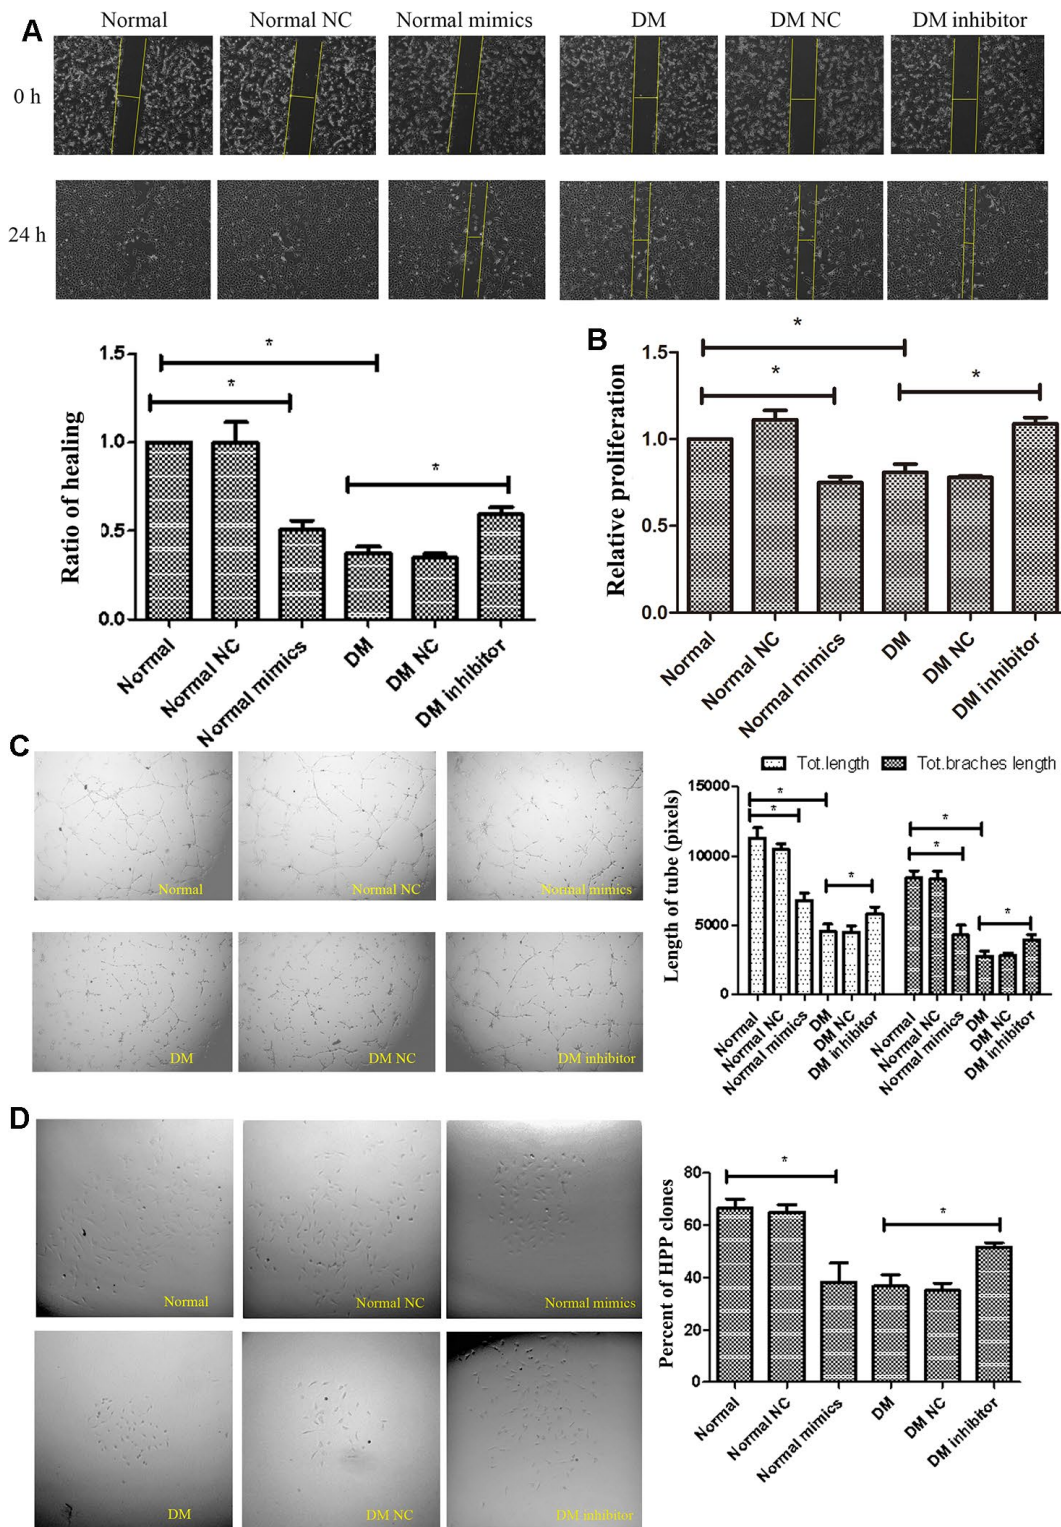 A
Normal
Normal NC
Normal mimics
DM
DM NC
DM inhibitor
0 h
24 h
Ratio of healing
1.5
1.0
0.5
0.0
*
*
*
Normal
Normal NC
Normal mimics
DM
DM NC
DM inhibitor
B
Relative proliferation
1.5
1.0
0.5
0.0
*
*
*
Normal
Normal NC
Normal mimics
DM
DM NC
DM inhibitor
C
Normal
Normal NC
Normal mimics
DM
DM NC
DM inhibitor
Tot.length
Tot.braches length
Length of tube (pixels)
15000
10000
5000
0
*
*
*
*
*
*
Normal
Normal NC
Normal mimics
DM
DM NC
DM inhibitor
Normal
Normal NC
Normal mimics
DM
DM NC
DM inhibitor
D
Normal
Normal NC
Normal mimics
DM
DM NC
DM inhibitor
Percent of HPP clones
80
60
40
20
0
*
*
Normal
Normal NC
Normal mimics
DM
DM NC
DM inhibitor